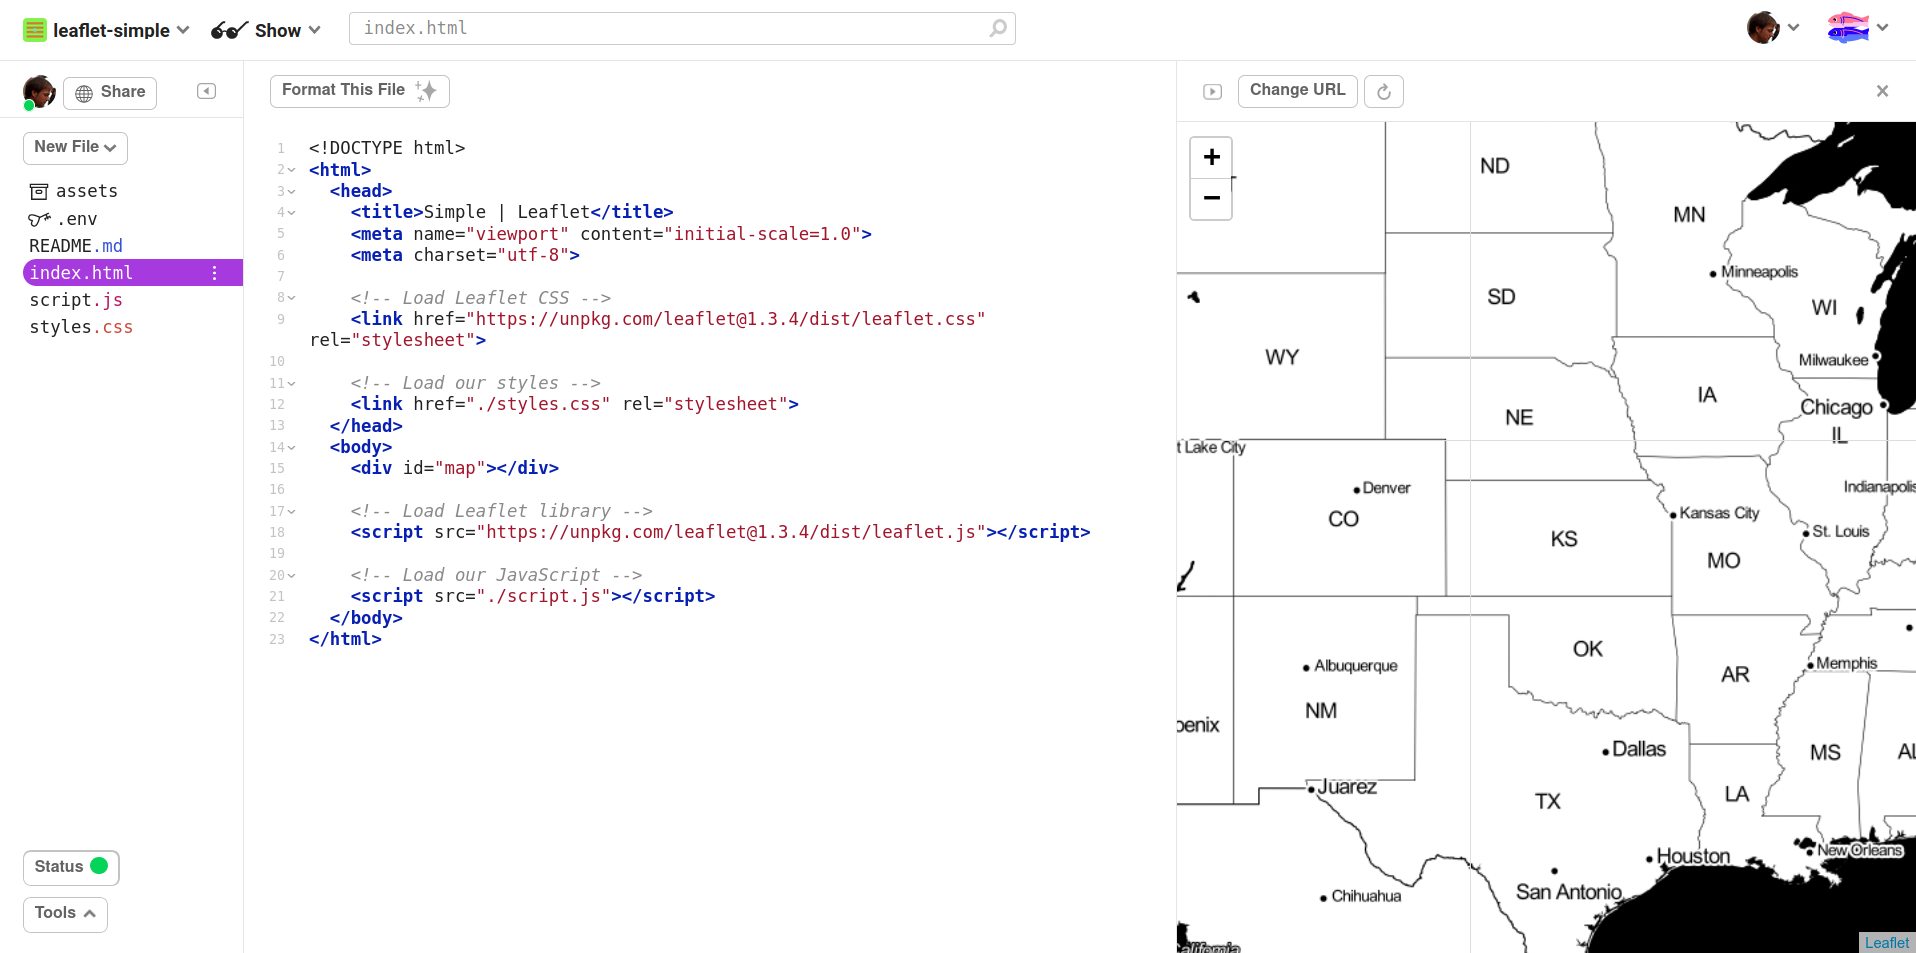 leaflet-simple
Show
index.html
Share
New File
assets
.env
README.md
index.html
script.js
styles.css
Status
Tools
Format This File
1 <!DOCTYPE html>
2 <html>
3 <head>
4 <title>Simple | Leaflet</title>
5 <meta name="viewport" content="initial-scale=1.0">
6 <meta charset="utf-8">
7
8 <!-- Load Leaflet CSS -->
9 <link href="https://unpkg.com/leaflet@1.3.4/dist/leaflet.css"
rel="stylesheet">
10
11 <!-- Load our styles -->
12 <link href="./styles.css" rel="stylesheet">
13 </head>
14 <body>
15 <div id="map"></div>
16
17 <!-- Load Leaflet library -->
18 <script src="https://unpkg.com/leaflet@1.3.4/dist/leaflet.js"></script>
19
20 <!-- Load our JavaScript -->
21 <script src="./script.js"></script>
22 </body>
23 </html>
Change URL
×
+
−
ND
MN
Minneapolis
SD
WI
WY
Milwaukee
IA
Chicago
NE
IL
t Lake City
Denver
Indianapolis
CO
Kansas City
St. Louis
KS
MO
OK
Albuquerque
Memphis
AR
NM
oenix
Dallas
MS
AL
Juarez
TX
LA
New Orleans
Houston
San Antonio
Chihuahua
alifornia
Leaflet